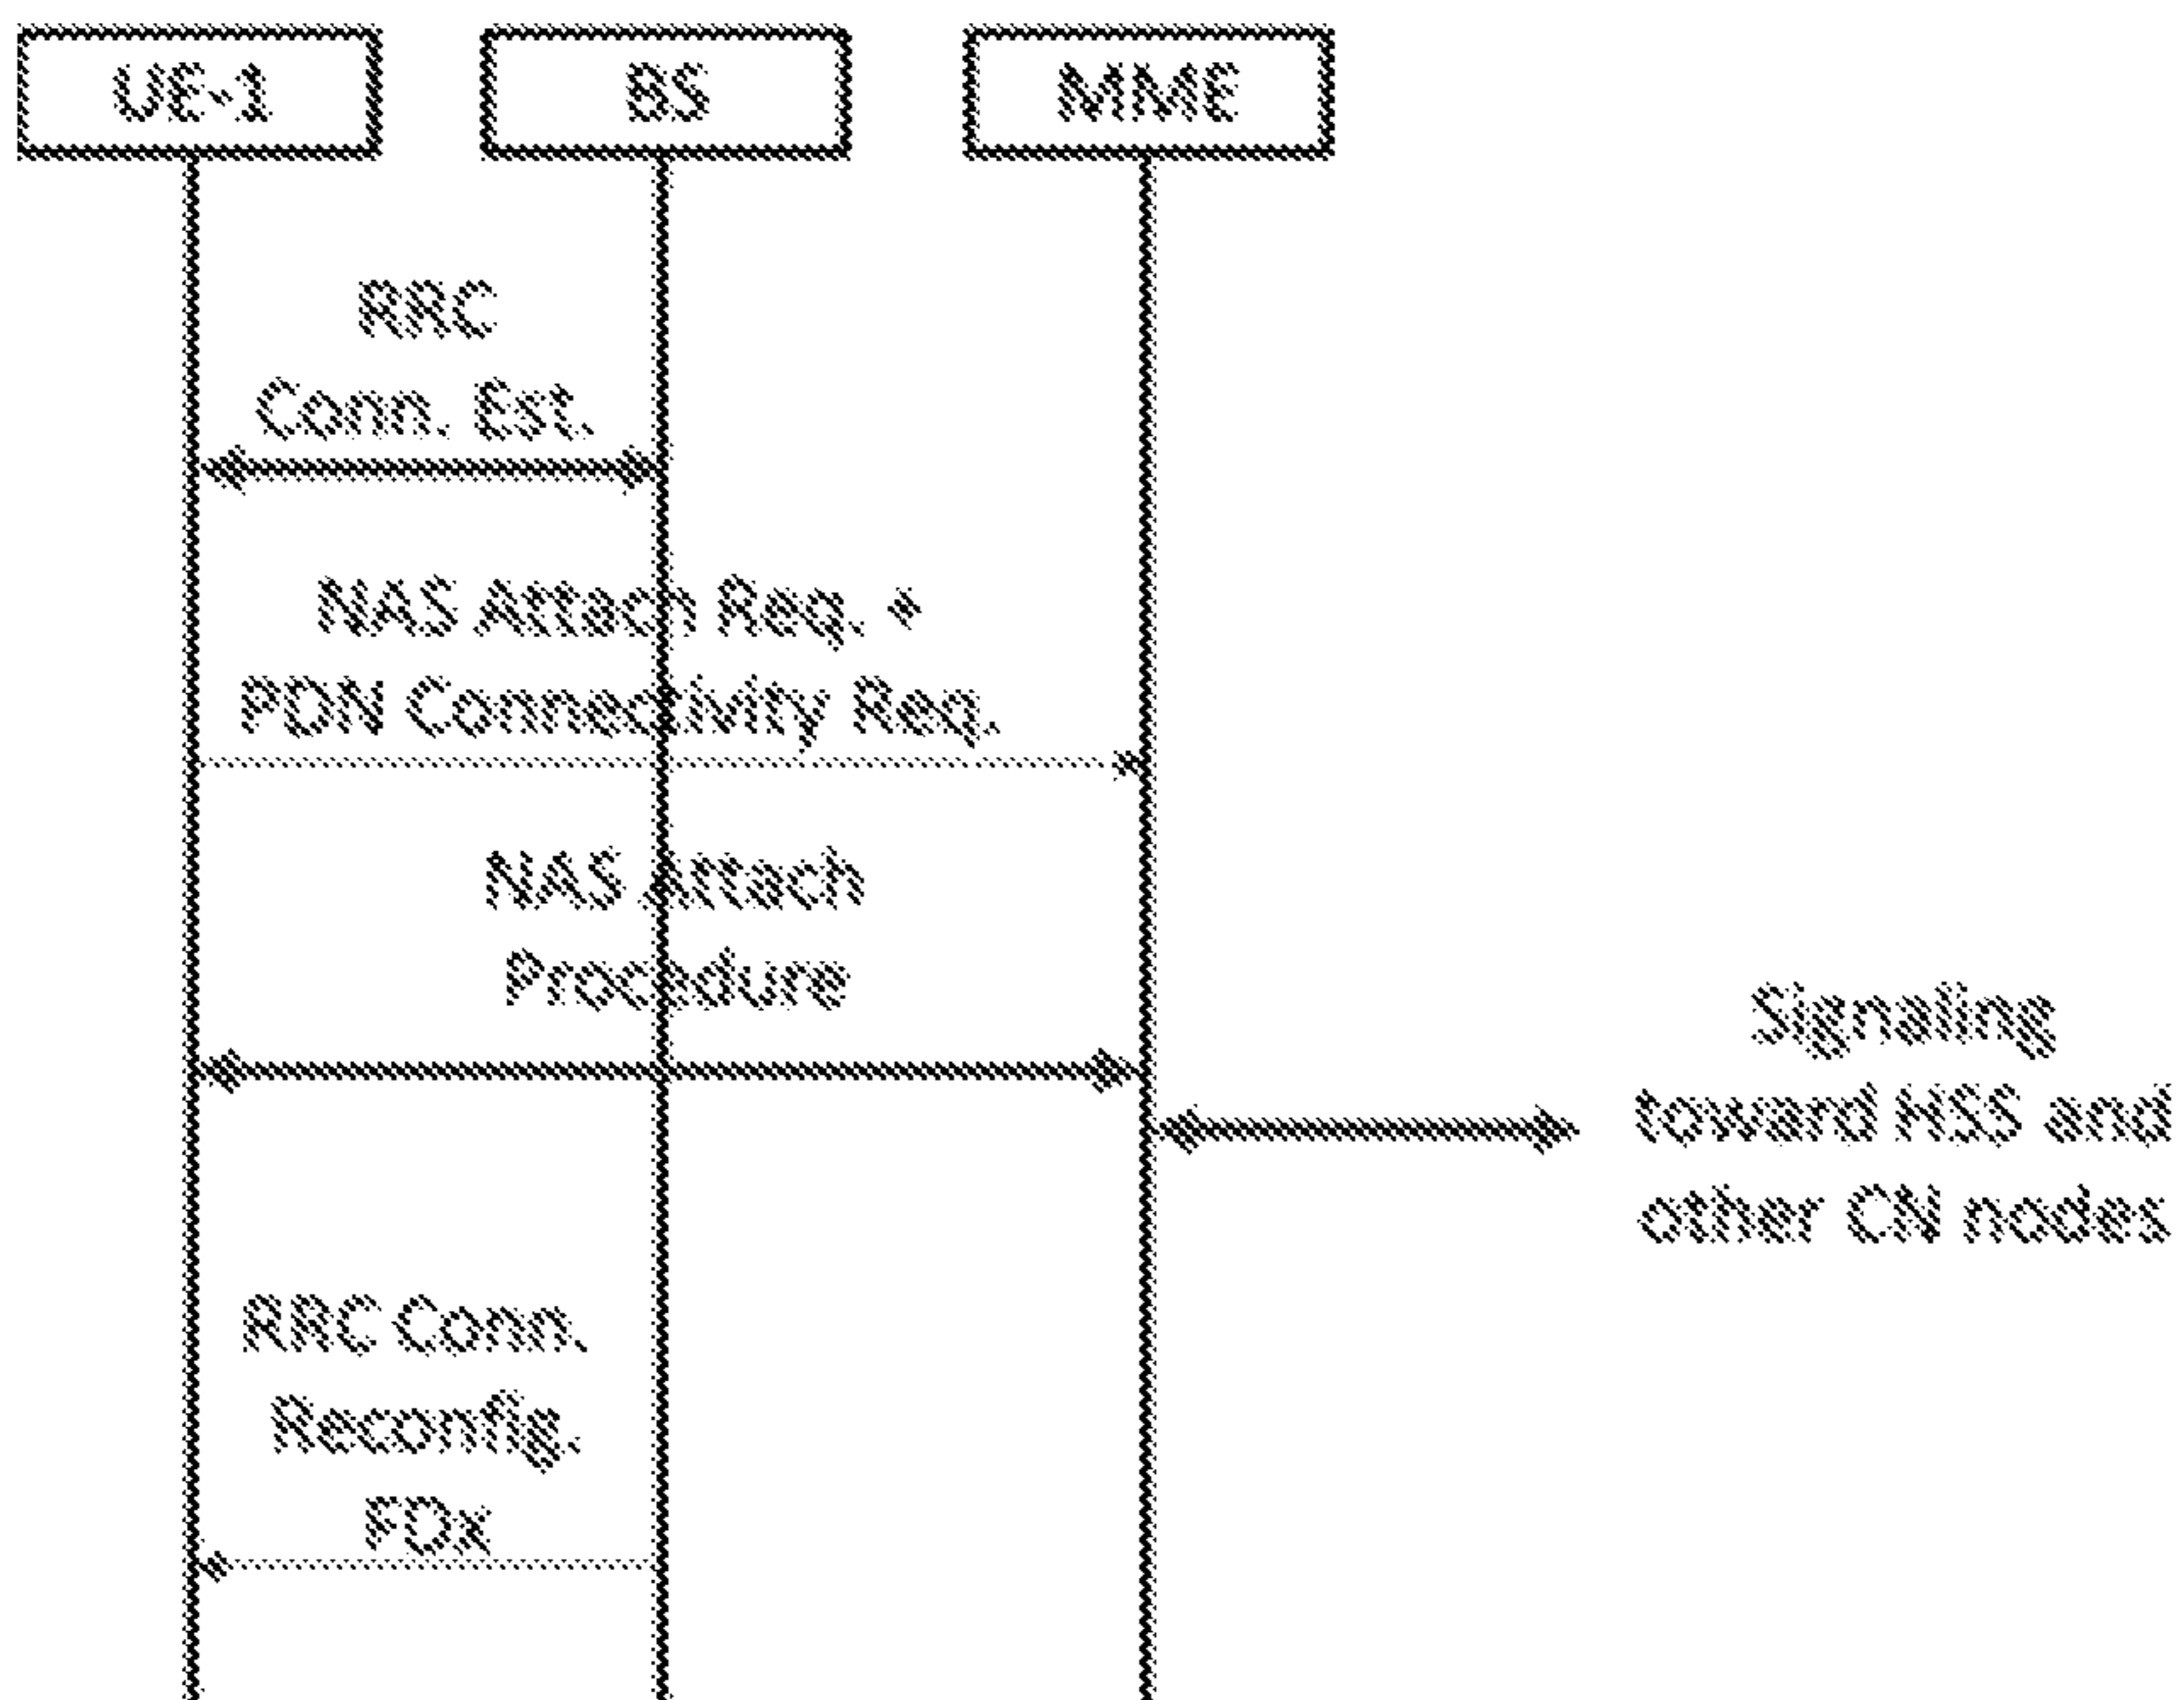 UE-1
BS
MME
RRC
Conn. Est.
NAS Attach Req. +
PDN Connectivity Req.
NAS Attach
Procedure
Signaling
toward HSS and
other CN nodes
RRC Conn.
Reconfig.
FDx